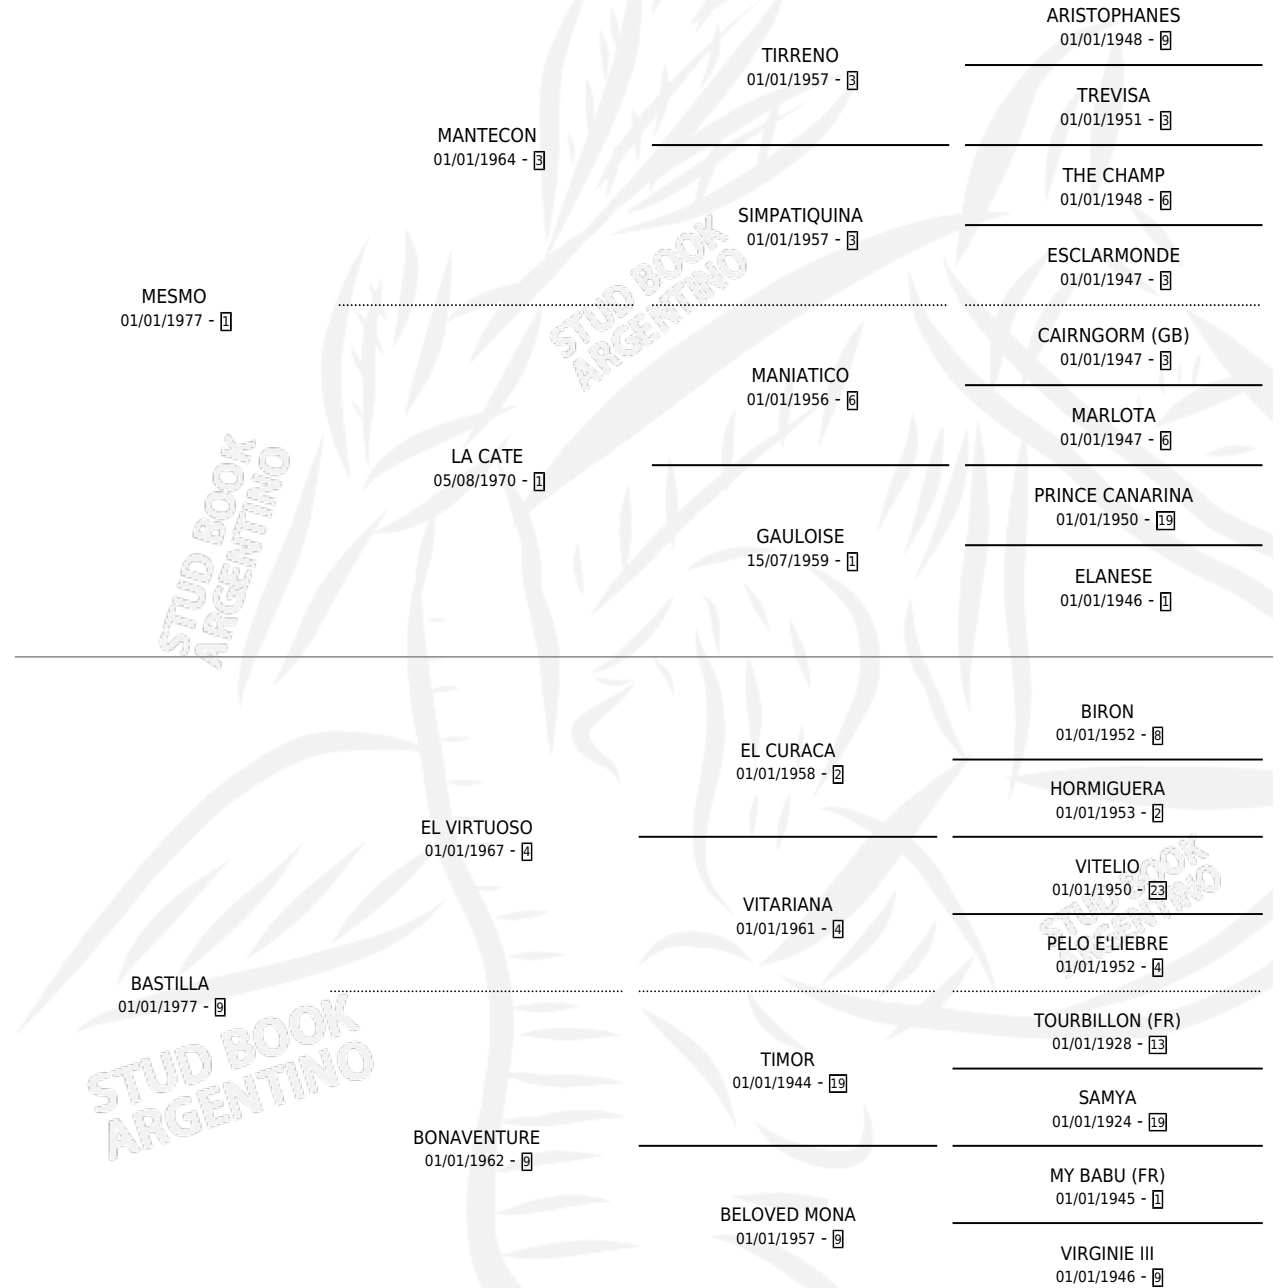 ARISTOPHANES
01/01/1948 - 9
TIRRENO
01/01/1957 - 3
TREVISA
01/01/1951 - 3
MANTECON
01/01/1964 - 3
THE CHAMP
01/01/1948 - 6
SIMPATIQUINA
01/01/1957 - 3
ESCLARMONDE
01/01/1947 - 3
MESMO
01/01/1977 - 1
STUD BOOK
ARGENTINO
CAIRNGORM (GB)
01/01/1947 - 3
MANIATICO
01/01/1956 - 6
MARLOTA
01/01/1947 - 6
LA CATE
05/08/1970 - 1
PRINCE CANARINA
01/01/1950 - 19
GAULOISE
15/07/1959 - 1
ELANESE
01/01/1946 - 1
STUD BOOK
ARGENTINO
BIRON
01/01/1952 - 8
EL CURACA
01/01/1958 - 2
HORMIGUERA
01/01/1953 - 2
EL VIRTUOSO
01/01/1967 - 4
VITELIO
01/01/1950 - 23
VITARIANA
01/01/1961 - 4
PELO E'LIEBRE
01/01/1952 - 4
STUD BOOK
ARGENTINO
BASTILLA
01/01/1977 - 9
TOURBILLON (FR)
01/01/1928 - 13
TIMOR
01/01/1944 - 19
SAMYA
01/01/1924 - 19
STUD BOOK
ARGENTINO
BONAVENTURE
01/01/1962 - 9
MY BABU (FR)
01/01/1945 - 1
BELOVED MONA
01/01/1957 - 9
VIRGINIE III
01/01/1946 - 9